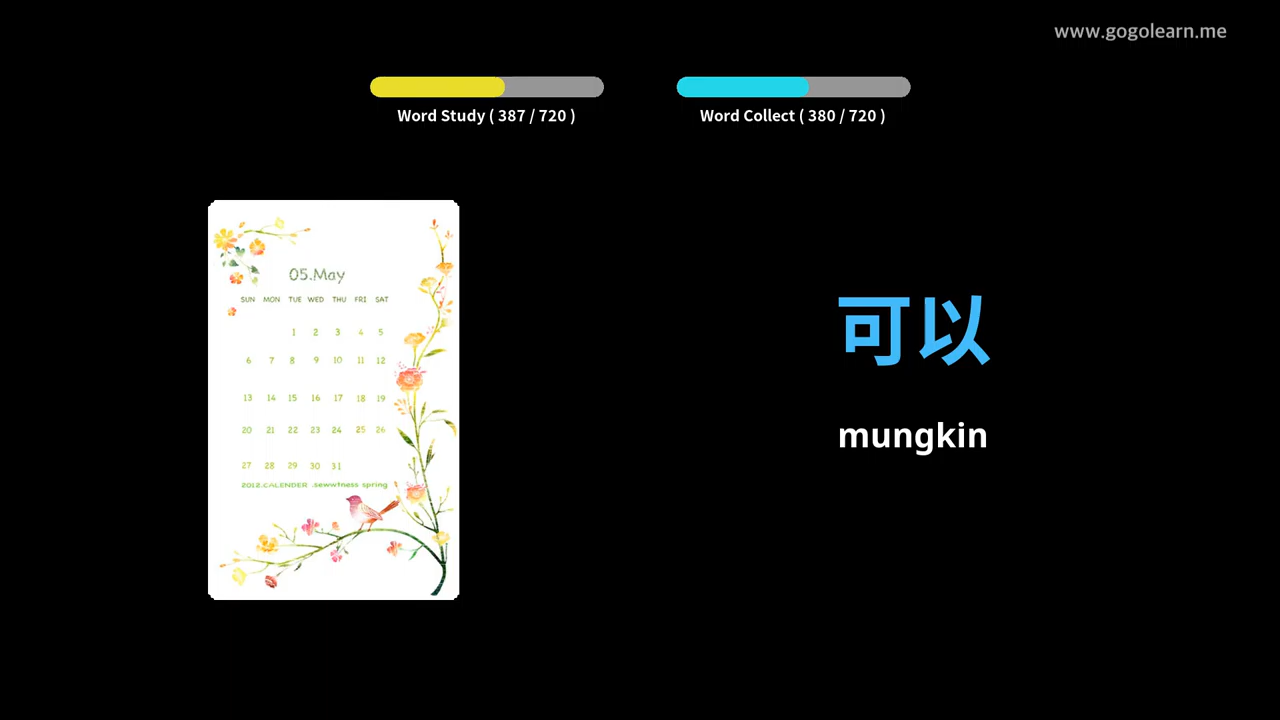 www.gogolearn.me
Word Study ( 387 / 720 )
Word Collect ( 380 / 720 )
05.May
SUN MON TUE WED THU FRI SAT
1 2 3 4 5
6 7 8 9 10 11 12
13 14 15 16 17 18 19
20 21 22 23 24 25 26
27 28 29 30 31
2012.CALENDER .sewwtness spring
可以
mungkin